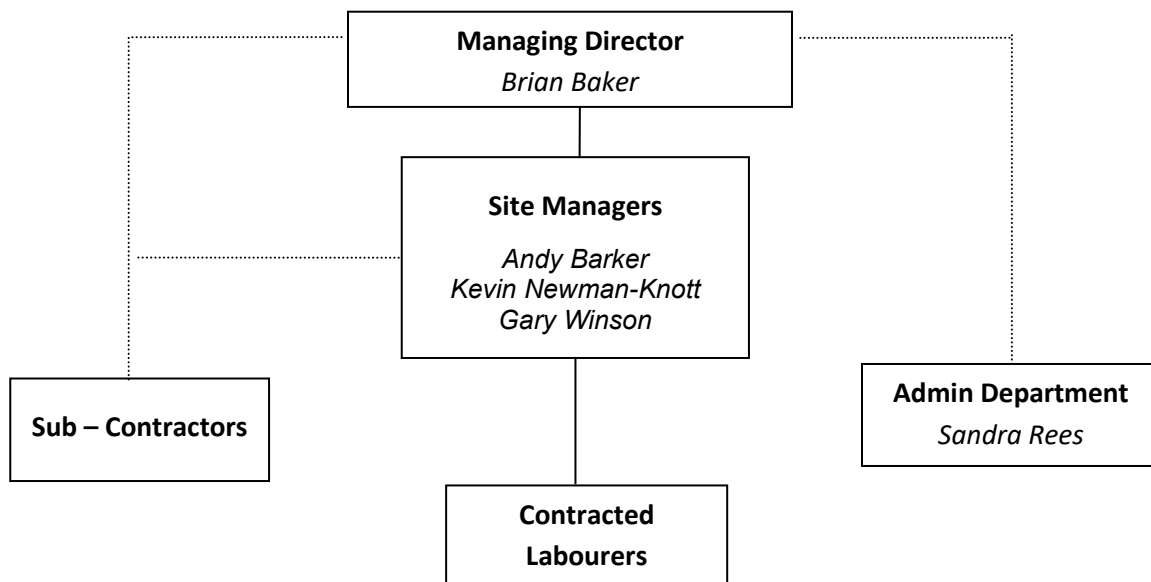 Managing Director
Brian Baker
Site Managers
Andy Barker
Kevin Newman-Knott
Gary Winson
Sub – Contractors
Admin Department
Sandra Rees
Contracted
Labourers